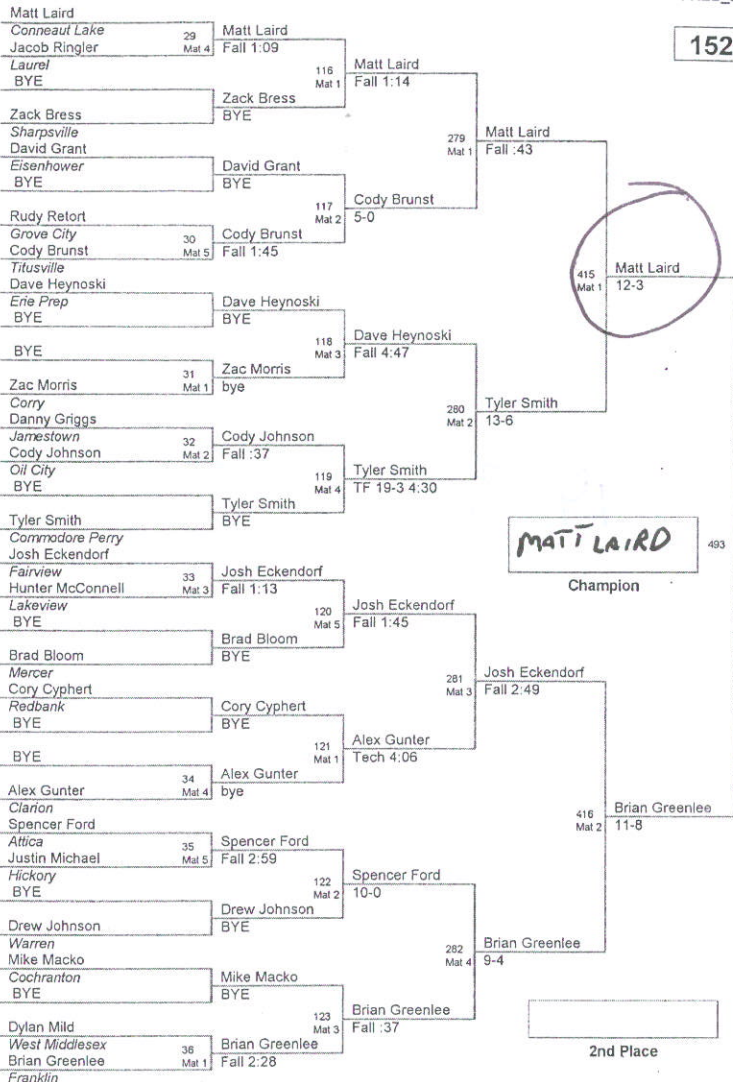 152
Matt Laird
Conneaut Lake
Jacob Ringler
Laurel
BYE
Zack Bress
Sharpsville
David Grant
Eisenhower
BYE
Rudy Retort
Grove City
Cody Brunst
Titusville
Dave Heynoski
Erie Prep
BYE
BYE
Zac Morris
Corry
Danny Griggs
Jamestown
Cody Johnson
Oil City
BYE
Tyler Smith
Commodore Perry
Josh Eckendorf
Fairview
Hunter McConnell
Lakeview
BYE
Brad Bloom
Mercer
Cory Cyphert
Redbank
BYE
BYE
Alex Gunter
Clarion
Spencer Ford
Attica
Justin Michael
Hickory
BYE
Drew Johnson
Warren
Mike Macko
Cochranton
BYE
Dylan Mild
West Middlesex
Brian Greenlee
Franklin
29
Mat 4
Matt Laird
Fall 1:09
Zack Bress
BYE
David Grant
BYE
30
Mat 5
Cody Brunst
Fall 1:45
Dave Heynoski
BYE
31
Mat 1
Zac Morris
bye
32
Mat 2
Cody Johnson
Fall :37
Tyler Smith
BYE
33
Mat 3
Josh Eckendorf
Fall 1:13
Brad Bloom
BYE
Cory Cyphert
BYE
34
Mat 4
Alex Gunter
bye
35
Mat 5
Spencer Ford
Fall 2:59
Drew Johnson
BYE
Mike Macko
BYE
36
Mat 1
Brian Greenlee
Fall 2:28
116
Mat 1
Matt Laird
Fall 1:14
117
Mat 2
Cody Brunst
5-0
118
Mat 3
Dave Heynoski
Fall 4:47
119
Mat 4
Tyler Smith
TF 19-3 4:30
120
Mat 5
Josh Eckendorf
Fall 1:45
121
Mat 1
Alex Gunter
Tech 4:06
122
Mat 2
Spencer Ford
10-0
123
Mat 3
Brian Greenlee
Fall :37
279
Mat 1
Matt Laird
Fall :43
280
Mat 2
Tyler Smith
13-6
281
Mat 3
Josh Eckendorf
Fall 2:49
282
Mat 4
Brian Greenlee
9-4
415
Mat 1
Matt Laird
12-3
416
Mat 2
Brian Greenlee
11-8
MATT LAIRD
493
Champion
2nd Place